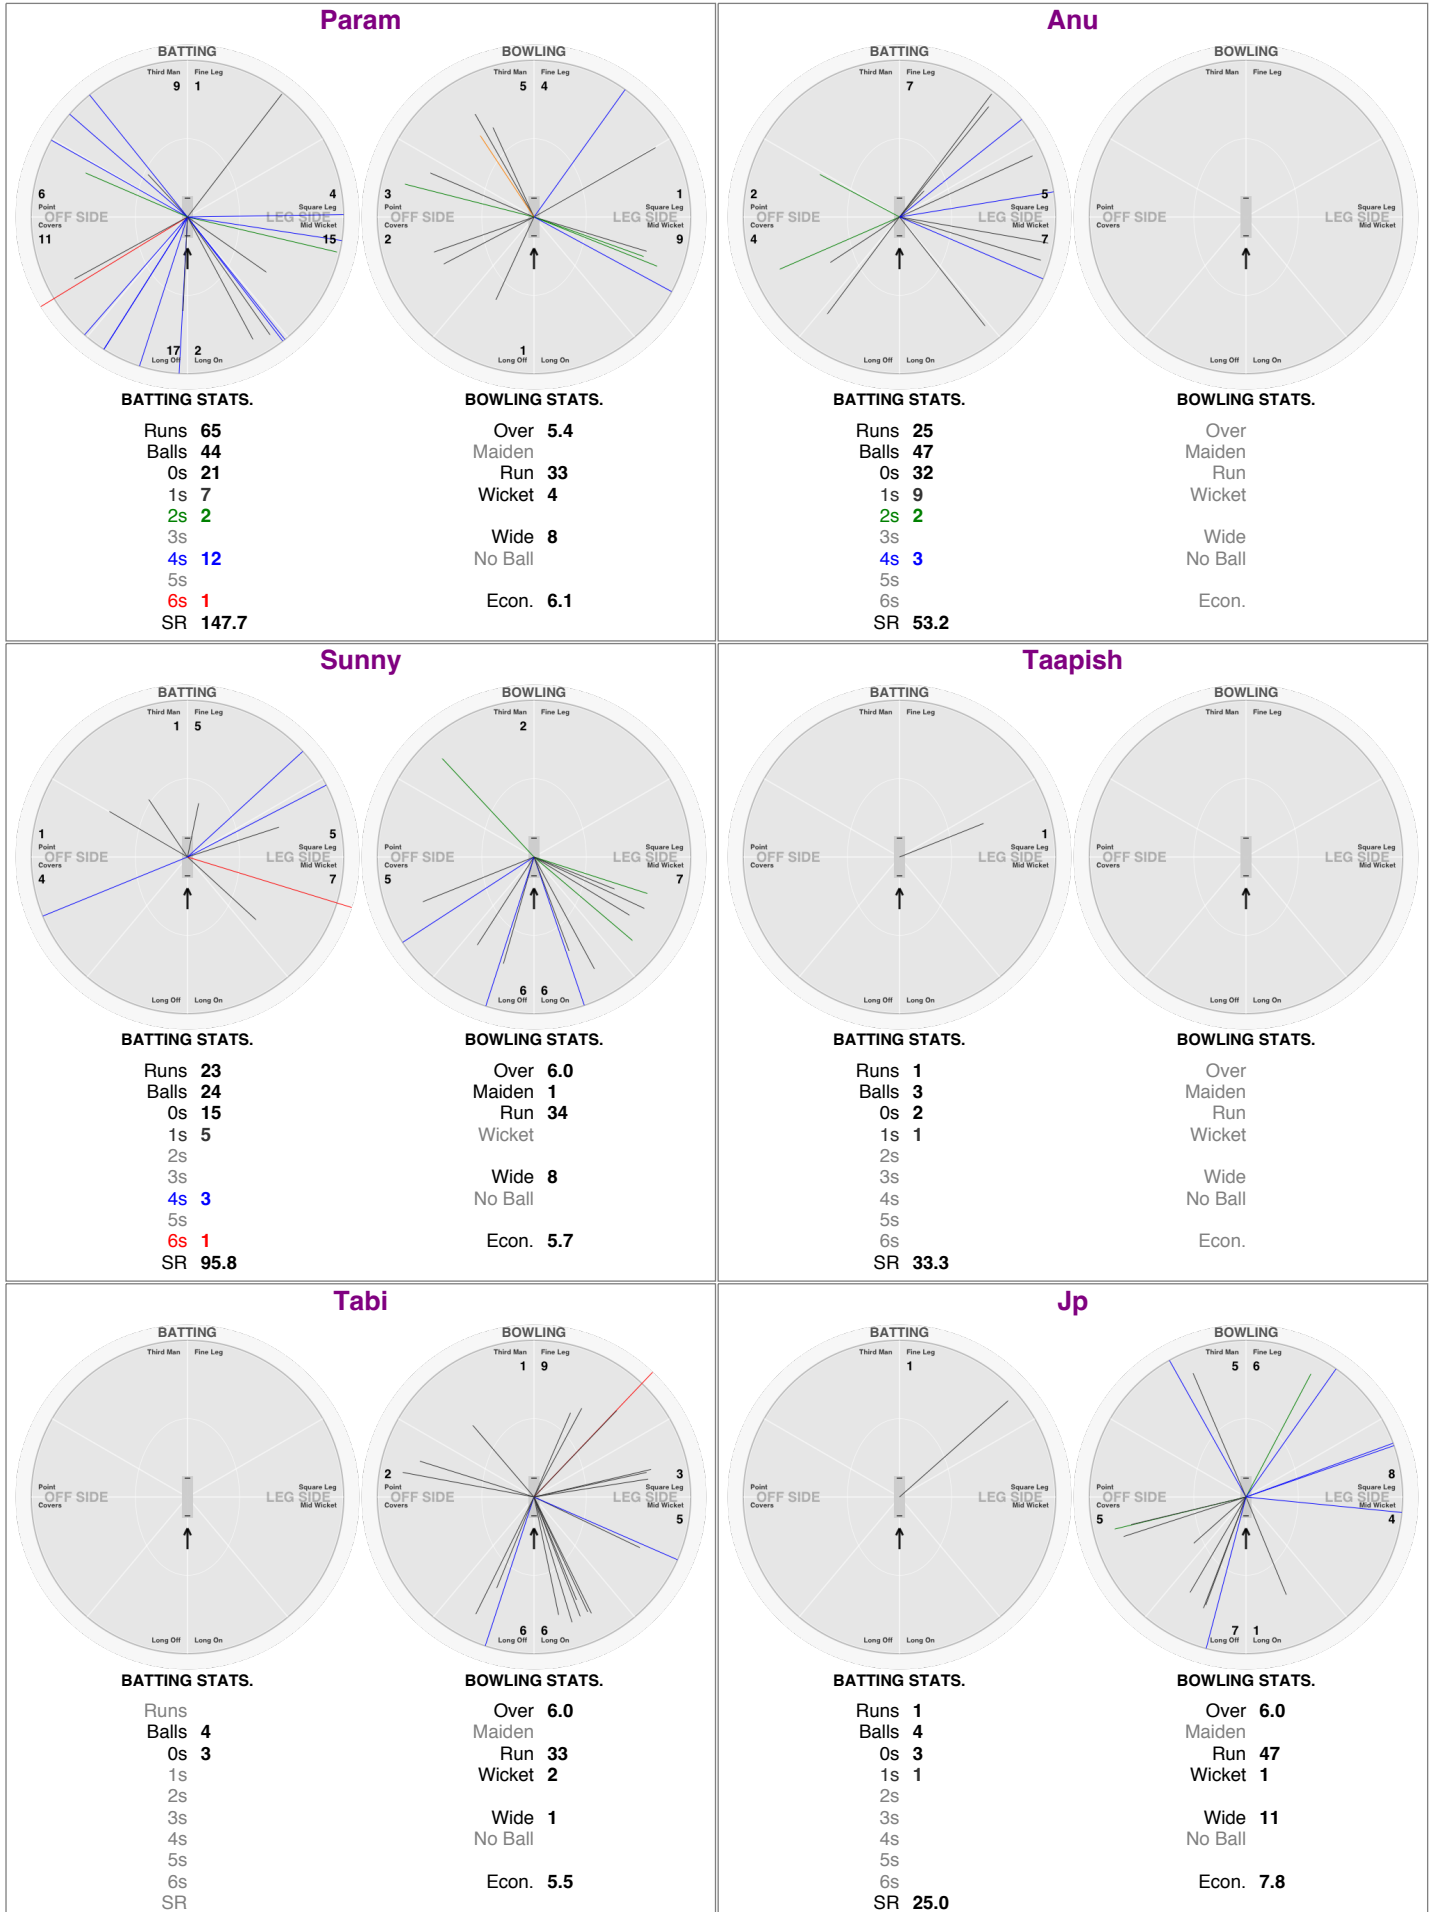 Param
BATTING BOWLING
Third Man Fine Leg Third Man Fine Leg
9 1 5 4
6 4 3 1
Point Square Leg Point Square Leg
OFF SIDE LEG SIDE OFF SIDE LEG SIDE
Covers Mid Wicket Covers Mid Wicket
11 15 2 9
17 2 1
Long Off Long On Long Off Long On
BATTING STATS. BOWLING STATS.
Runs 65 Over 5.4
Balls 44 Maiden
0s 21 Run 33
1s 7 Wicket 4
2s 2
3s Wide 8
4s 12 No Ball
5s
6s 1 Econ. 6.1
SR 147.7
Anu
BATTING BOWLING
Third Man Fine Leg Third Man Fine Leg
7
2 5
Point Square Leg Point Square Leg
OFF SIDE LEG SIDE OFF SIDE LEG SIDE
Covers Mid Wicket Covers Mid Wicket
4 7
Long Off Long On Long Off Long On
BATTING STATS. BOWLING STATS.
Runs 25 Over
Balls 47 Maiden
0s 32 Run
1s 9 Wicket
2s 2
3s Wide
4s 3 No Ball
5s
6s Econ.
SR 53.2
Sunny
BATTING BOWLING
Third Man Fine Leg Third Man Fine Leg
1 5 2
1 5
Point Square Leg Point Square Leg
OFF SIDE LEG SIDE OFF SIDE LEG SIDE
Covers Mid Wicket Covers Mid Wicket
4 7 5 7
6 6
Long Off Long On Long Off Long On
BATTING STATS. BOWLING STATS.
Runs 23 Over 6.0
Balls 24 Maiden 1
0s 15 Run 34
1s 5 Wicket
2s
3s Wide 8
4s 3 No Ball
5s
6s 1 Econ. 5.7
SR 95.8
Taapish
BATTING BOWLING
Third Man Fine Leg Third Man Fine Leg
1
Point Square Leg Point Square Leg
OFF SIDE LEG SIDE OFF SIDE LEG SIDE
Covers Mid Wicket Covers Mid Wicket
Long Off Long On Long Off Long On
BATTING STATS. BOWLING STATS.
Runs 1 Over
Balls 3 Maiden
0s 2 Run
1s 1 Wicket
2s
3s Wide
4s No Ball
5s
6s Econ.
SR 33.3
Tabi
BATTING BOWLING
Third Man Fine Leg Third Man Fine Leg
1 9
2 3
Point Square Leg Point Square Leg
OFF SIDE LEG SIDE OFF SIDE LEG SIDE
Covers Mid Wicket Covers Mid Wicket
5
6 6
Long Off Long On Long Off Long On
BATTING STATS. BOWLING STATS.
Runs Over 6.0
Balls 4 Maiden
0s 3 Run 33
1s Wicket 2
2s
3s Wide 1
4s No Ball
5s
6s Econ. 5.5
SR
Jp
BATTING BOWLING
Third Man Fine Leg Third Man Fine Leg
1 5 6
8
Point Square Leg Point Square Leg
OFF SIDE LEG SIDE OFF SIDE LEG SIDE
Covers Mid Wicket Covers Mid Wicket
5 4
7 1
Long Off Long On Long Off Long On
BATTING STATS. BOWLING STATS.
Runs 1 Over 6.0
Balls 4 Maiden
0s 3 Run 47
1s 1 Wicket 1
2s
3s Wide 11
4s No Ball
5s
6s Econ. 7.8
SR 25.0